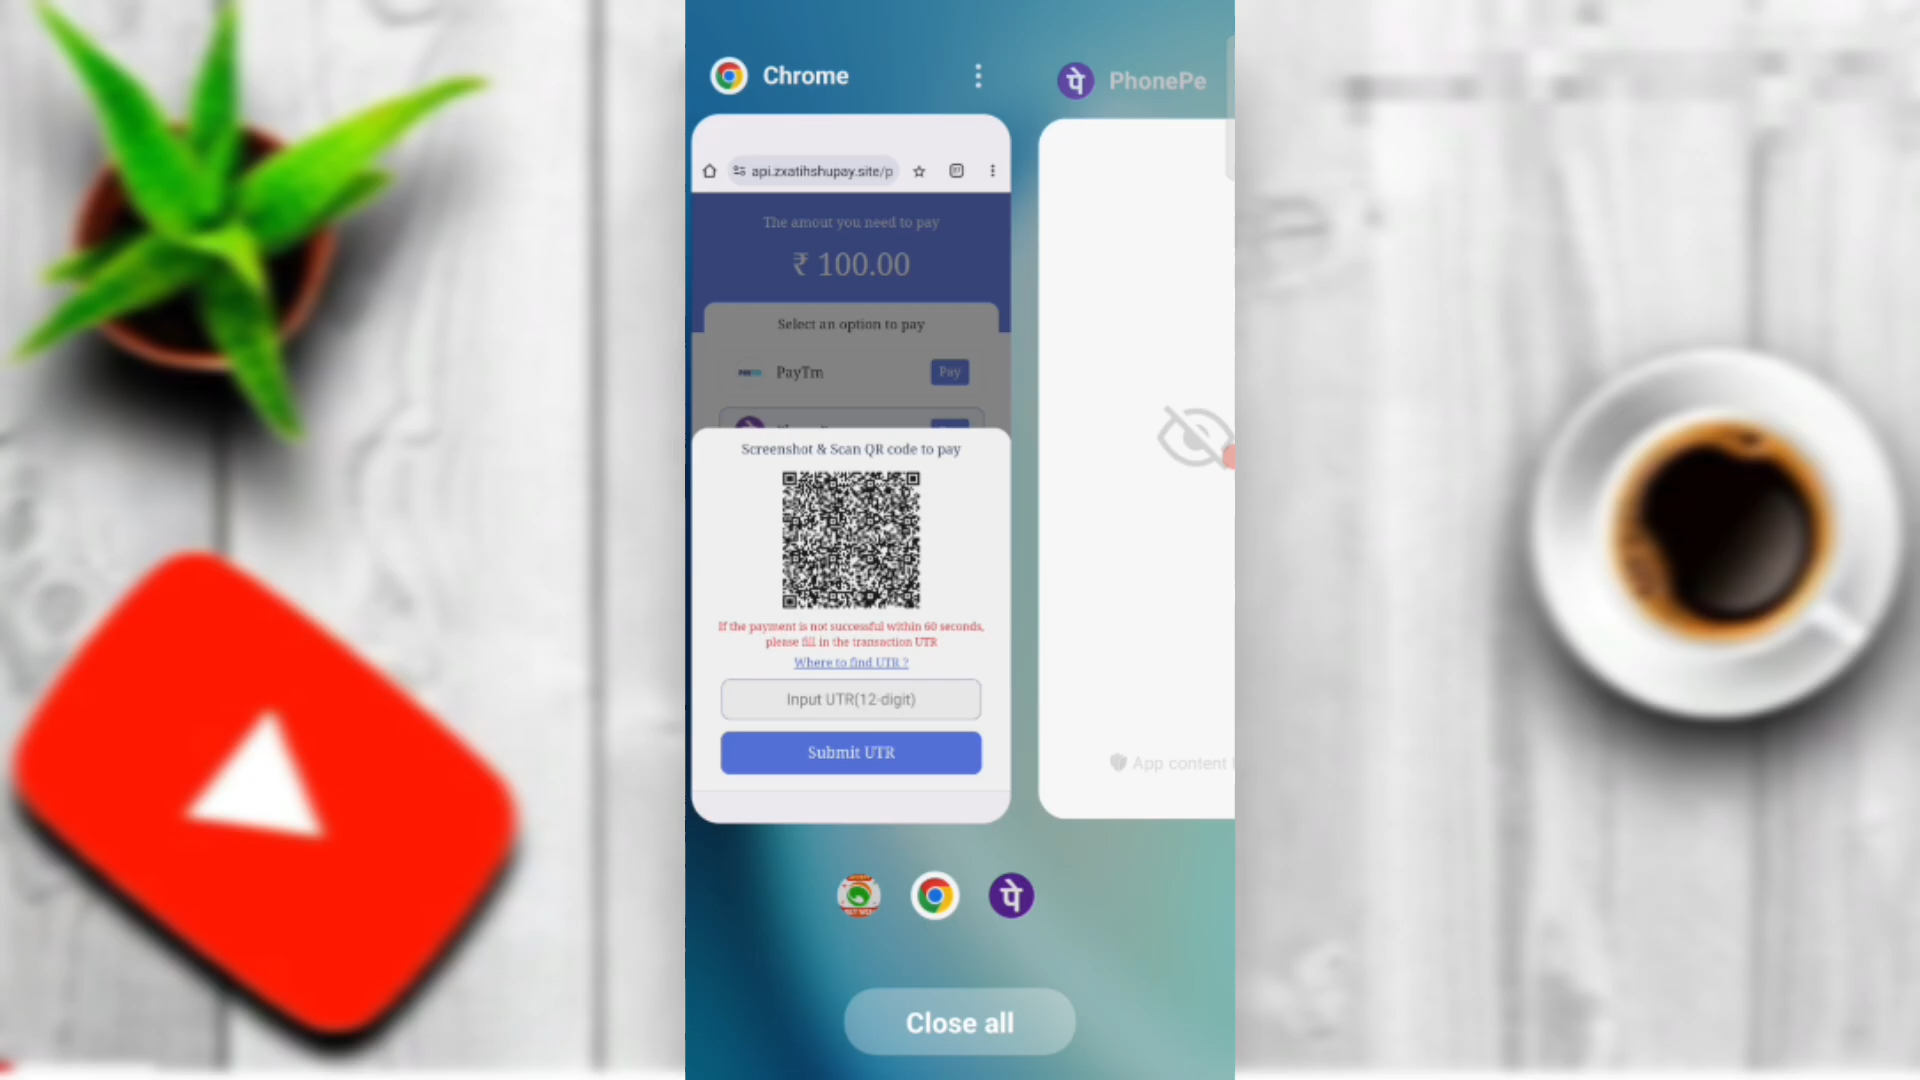 Chrome
PhonePe
api.zxatihshupay.site/p
The amout you need to pay
₹ 100.00
Select an option to pay
PayTm
Pay
Screenshot & Scan QR code to pay
If the payment is not successful within 60 seconds,
please fill in the transaction UTR
Where to find UTR ?
Input UTR(12-digit)
Submit UTR
App content
Close all